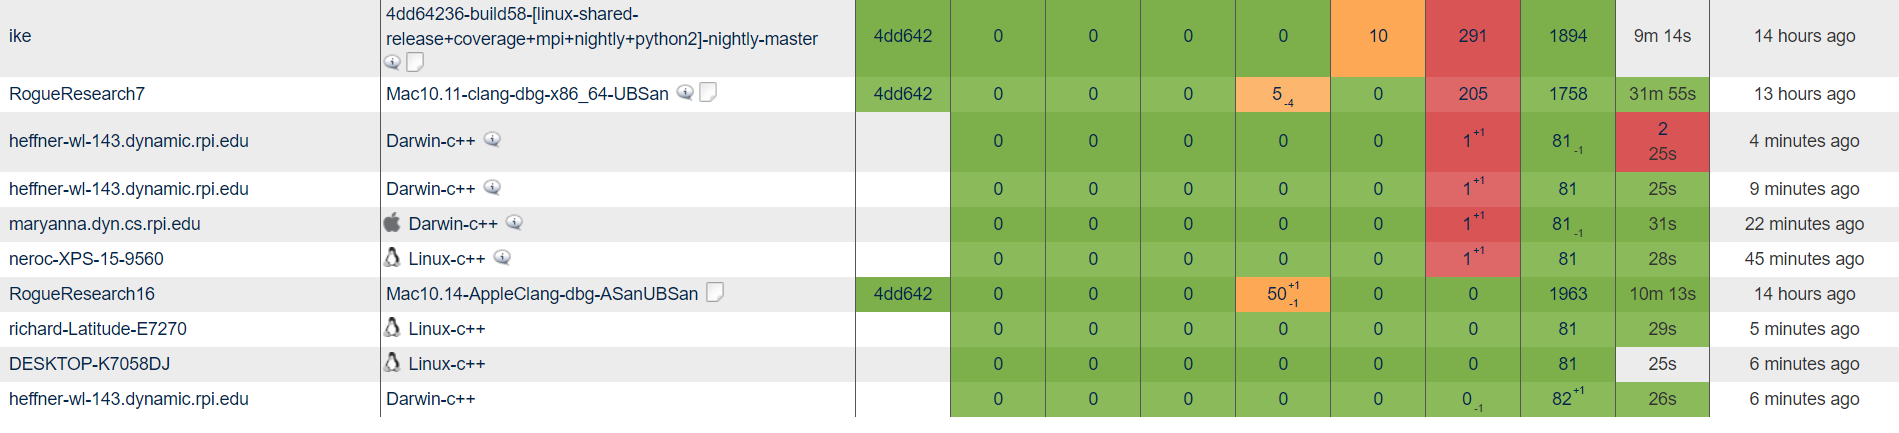 ike 4dd64236-build58-[linux-shared-release+coverage+mpi+nightly+python2]-nightly-master 4dd642 0 0 0 0 10 291 1894 9m 14s 14 hours ago
RogueResearch7 Mac10.11-clang-dbg-x86_64-UBSan 4dd642 0 0 0 5 -4 0 205 1758 31m 55s 13 hours ago
heffner-wl-143.dynamic.rpi.edu Darwin-c++ 0 0 0 0 0 1 +1 81 -1 2 25s 4 minutes ago
heffner-wl-143.dynamic.rpi.edu Darwin-c++ 0 0 0 0 0 1 +1 81 25s 9 minutes ago
maryanna.dyn.cs.rpi.edu Darwin-c++ 0 0 0 0 0 1 +1 81 -1 31s 22 minutes ago
neroc-XPS-15-9560 Linux-c++ 0 0 0 0 0 1 +1 81 28s 45 minutes ago
RogueResearch16 Mac10.14-AppleClang-dbg-ASanUBSan 4dd642 0 0 0 50 +1 -1 0 0 1963 10m 13s 14 hours ago
richard-Latitude-E7270 Linux-c++ 0 0 0 0 0 0 81 29s 5 minutes ago
DESKTOP-K7058DJ Linux-c++ 0 0 0 0 0 0 81 25s 6 minutes ago
heffner-wl-143.dynamic.rpi.edu Darwin-c++ 0 0 0 0 0 0 -1 82 +1 26s 6 minutes ago